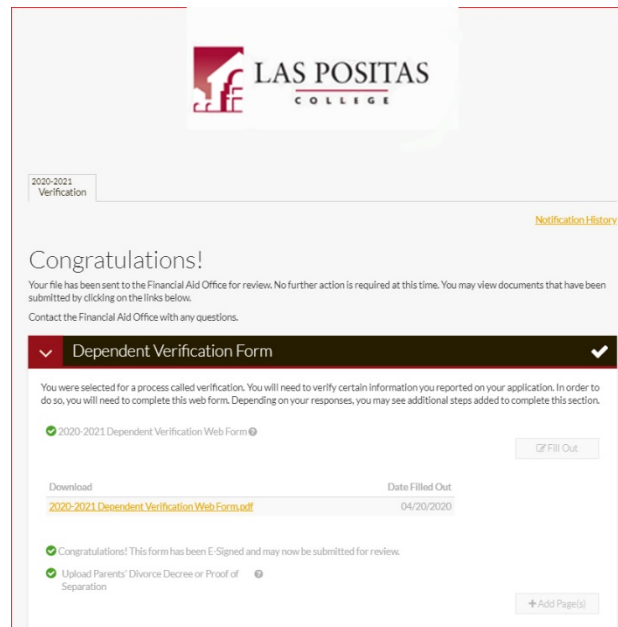 LAS POSITAS
COLLEGE
2020-2021
Verification
Notification History
Congratulations!
Your file has been sent to the Financial Aid Office for review. No further action is required at this time. You may view documents that have been
submitted by clicking on the links below.
Contact the Financial Aid Office with any questions.
Dependent Verification Form
You were selected for a process called verification. You will need to verify certain information you reported on your application. In order to
do so, you will need to complete this web form. Depending on your responses, you may see additional steps added to complete this section.
2020-2021 Dependent Verification Web Form
Fill Out
Download Date Filled Out
2020-2021 Dependent Verification Web Form.pdf 04/20/2020
Congratulations! This form has been E-Signed and may now be submitted for review.
Upload Parents' Divorce Decree or Proof of
Separation
+ Add Page(s)